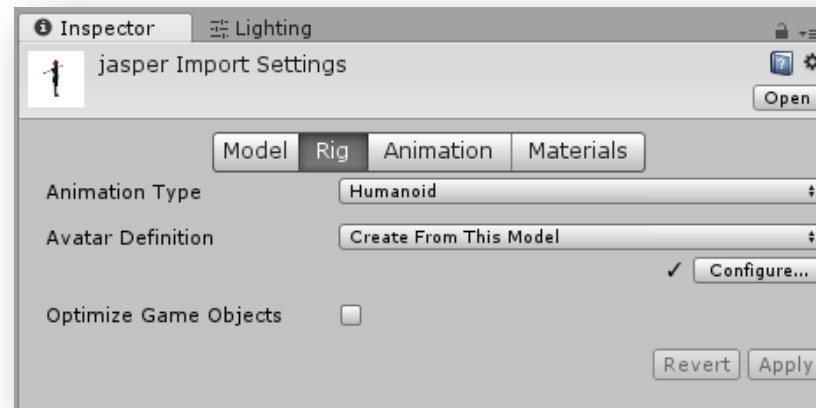 Inspector Lighting
jasper Import Settings
Open
Model Rig Animation Materials
Animation Type Humanoid
Avatar Definition Create From This Model
✓ Configure...
Optimize Game Objects
Revert Apply